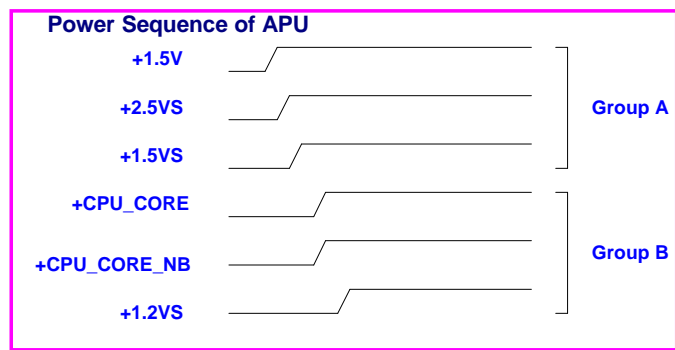 Power Sequence of APU
+1.5V
+2.5VS
Group A
+1.5VS
+CPU_CORE
+CPU_CORE_NB
Group B
+1.2VS